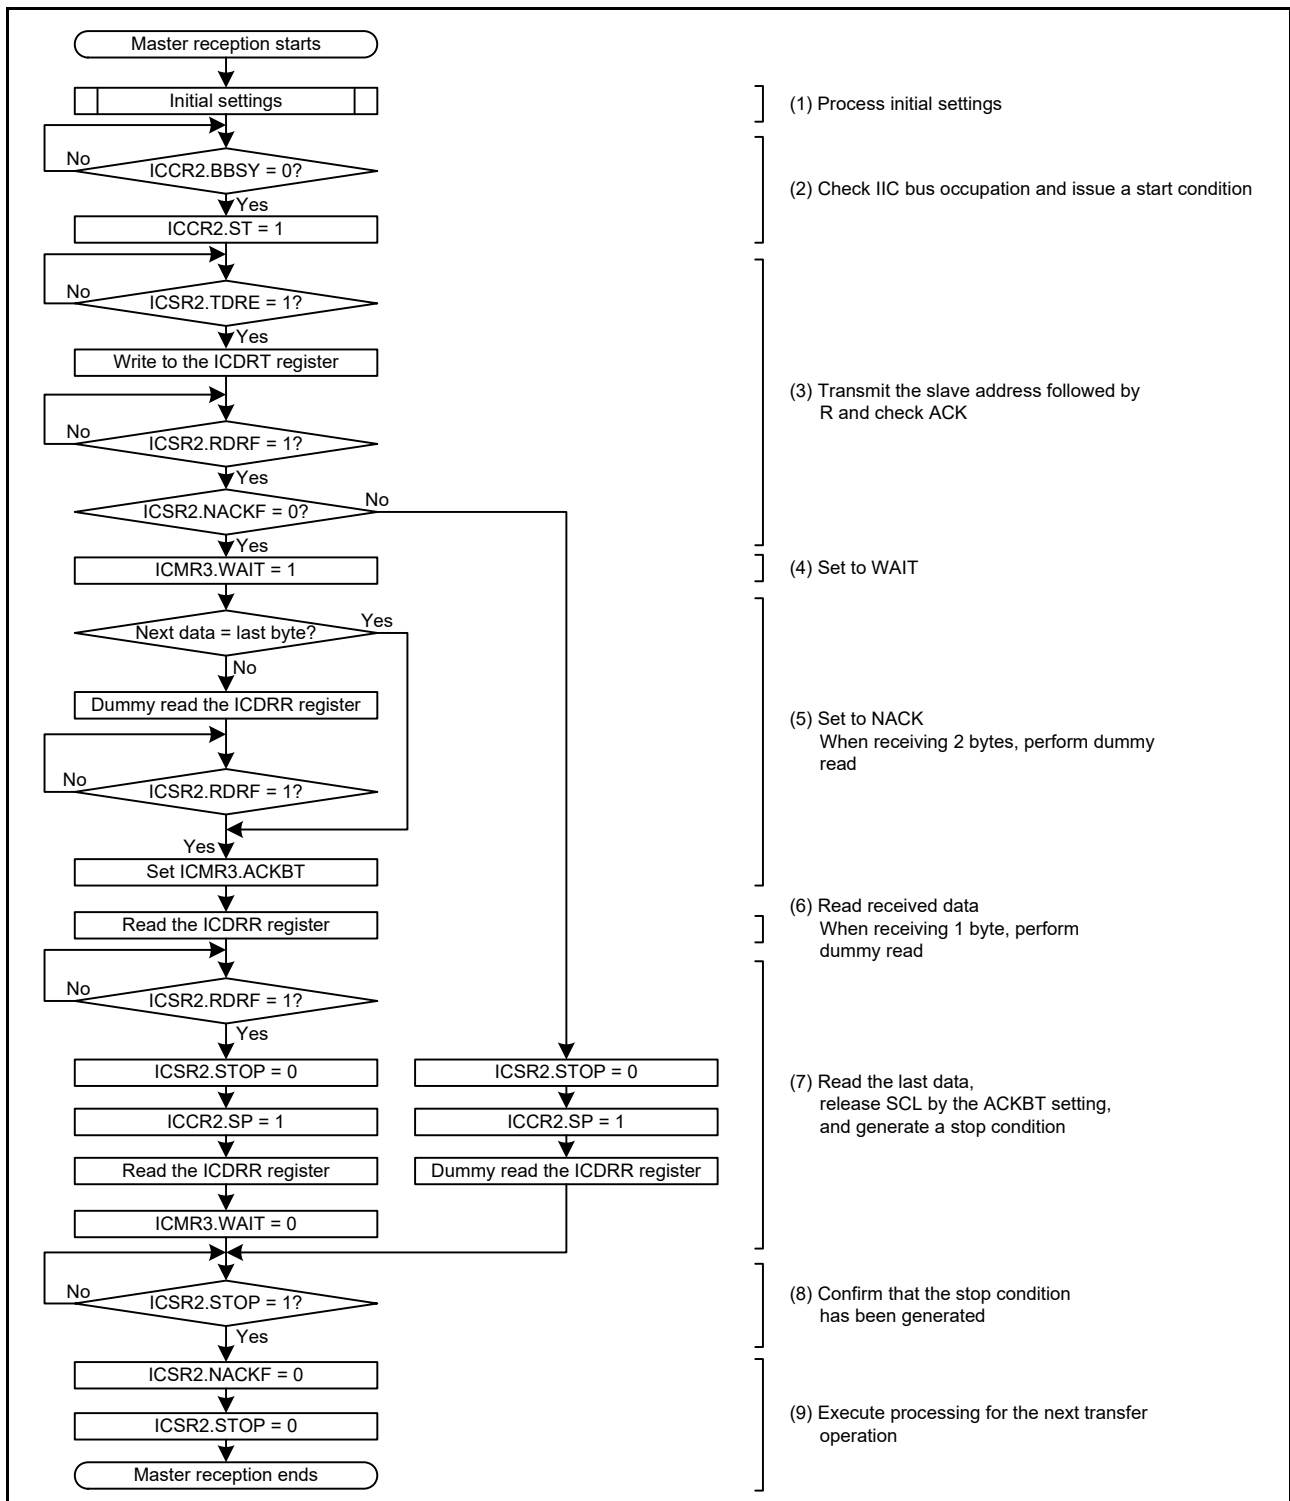 Master reception starts
Initial settings
(1) Process initial settings
No
ICCR2.BBSY = 0?
Yes
(2) Check IIC bus occupation and issue a start condition
ICCR2.ST = 1
No
ICSR2.TDRE = 1?
Yes
Write to the ICDRT register
(3) Transmit the slave address followed by
R and check ACK
No
ICSR2.RDRF = 1?
Yes
ICSR2.NACKF = 0?
No
Yes
ICMR3.WAIT = 1
(4) Set to WAIT
Next data = last byte?
Yes
No
Dummy read the ICDRR register
(5) Set to NACK
When receiving 2 bytes, perform dummy
read
No
ICSR2.RDRF = 1?
Yes
Set ICMR3.ACKBT
Read the ICDRR register
(6) Read received data
When receiving 1 byte, perform
dummy read
No
ICSR2.RDRF = 1?
Yes
ICSR2.STOP = 0
ICCR2.SP = 1
Read the ICDRR register
ICMR3.WAIT = 0
ICSR2.STOP = 0
ICCR2.SP = 1
Dummy read the ICDRR register
(7) Read the last data,
release SCL by the ACKBT setting,
and generate a stop condition
No
ICSR2.STOP = 1?
Yes
(8) Confirm that the stop condition
has been generated
ICSR2.NACKF = 0
ICSR2.STOP = 0
(9) Execute processing for the next transfer
operation
Master reception ends